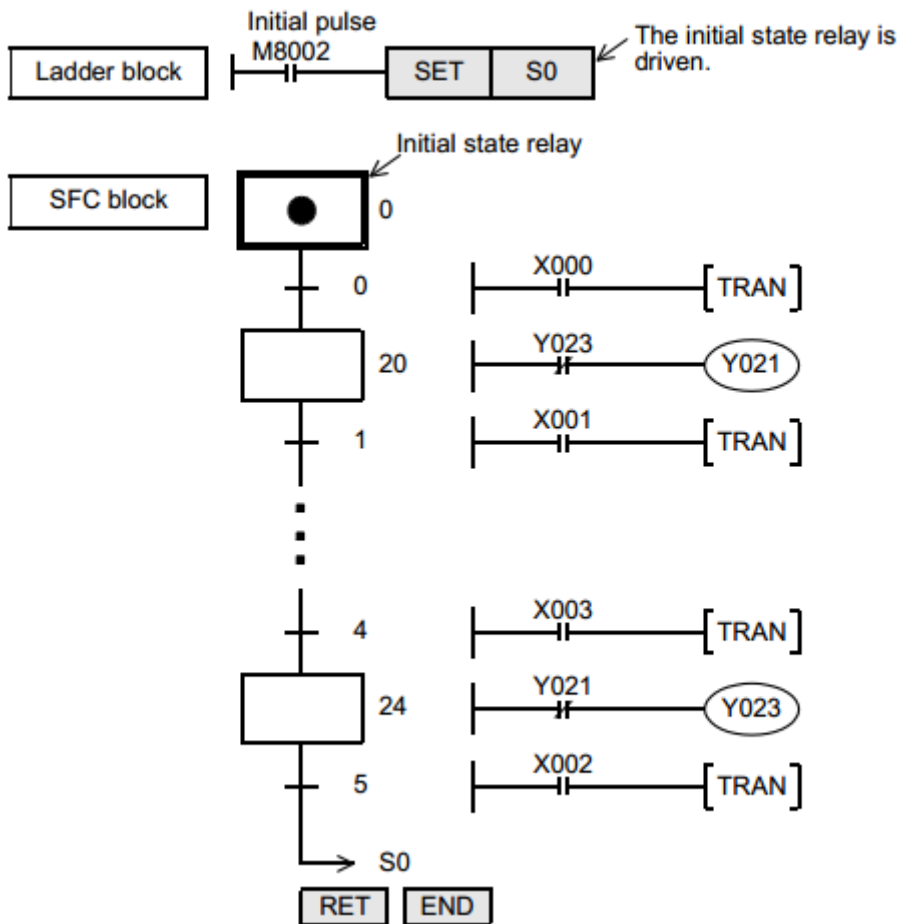 Initial pulse
M8002
The initial state relay is
driven.
Ladder block
SET S0
Initial state relay
SFC block
0
0
X000
TRAN
20
Y023
Y021
1
X001
TRAN
4
X003
TRAN
24
Y021
Y023
5
X002
TRAN
S0
RET END